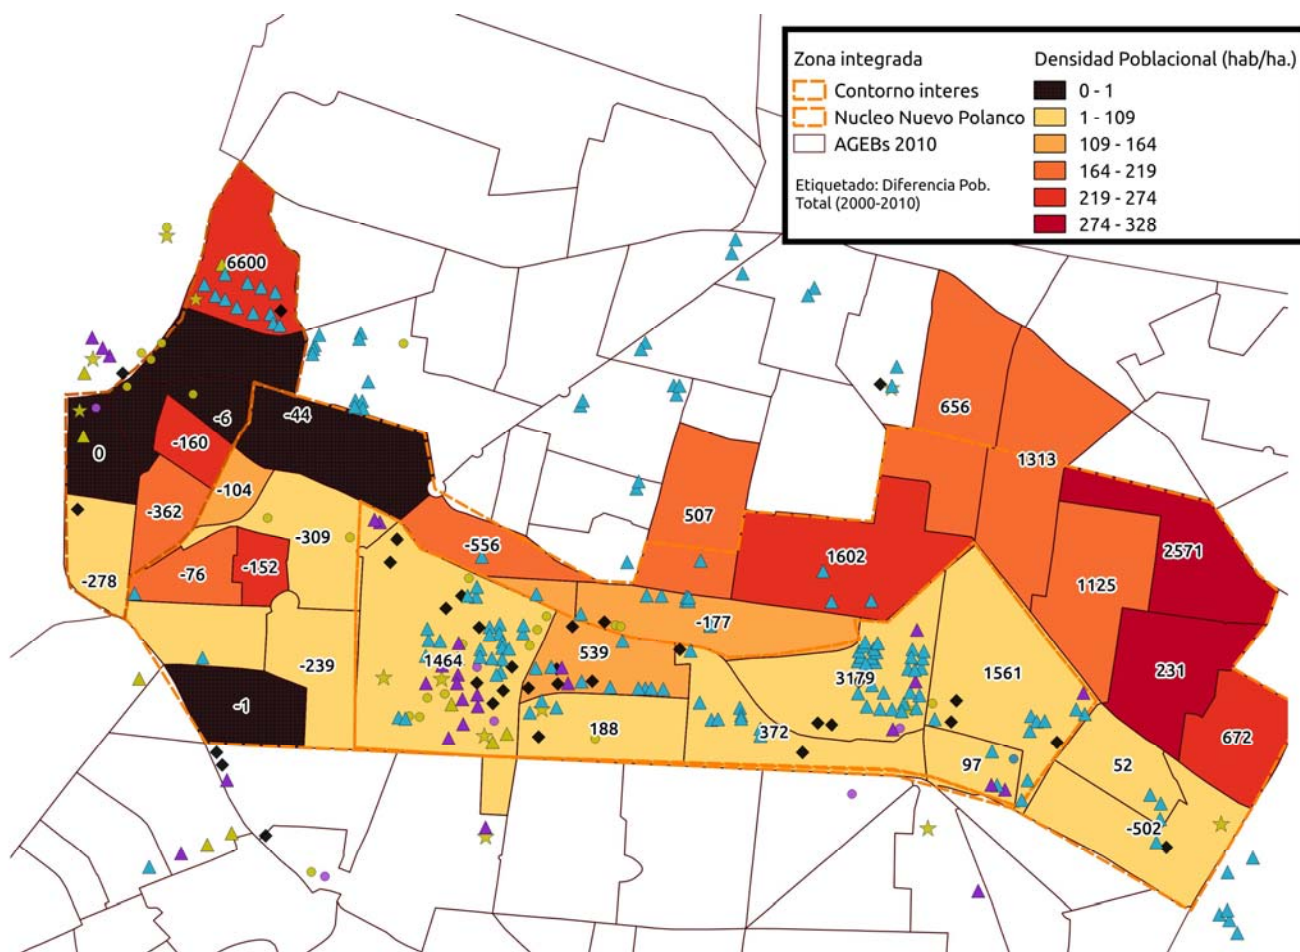 Zona integrada
Contorno interes
Nucleo Nuevo Polanco
AGEBs 2010
Etiquetado: Diferencia Pob.
Total (2000-2010)
Densidad Poblacional (hab/ha.)
0 - 1
1 - 109
109 - 164
164 - 219
219 - 274
274 - 328
6600
-6
-44
656
-160
0
1313
-104
-362
507
-309
-556
1602
2571
-76
-152
-278
1125
-177
539
1464
231
-239
3179
1561
-1
188
372
672
97
52
-502